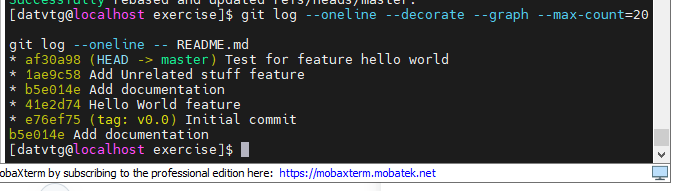 Successfully rebased and updated refs/heads/master.
[datvtg@localhost exercise]$ git log --oneline --decorate --graph --max-count=20
git log --oneline -- README.md
* af30a98 (HEAD -> master) Test for feature hello world
* 1ae9c58 Add Unrelated stuff feature
* b5e014e Add documentation
* 41e2d74 Hello World feature
* e76ef75 (tag: v0.0) Initial commit
b5e014e Add documentation
[datvtg@localhost exercise]$
obaXterm by subscribing to the professional edition here: https://mobaxterm.mobatek.net